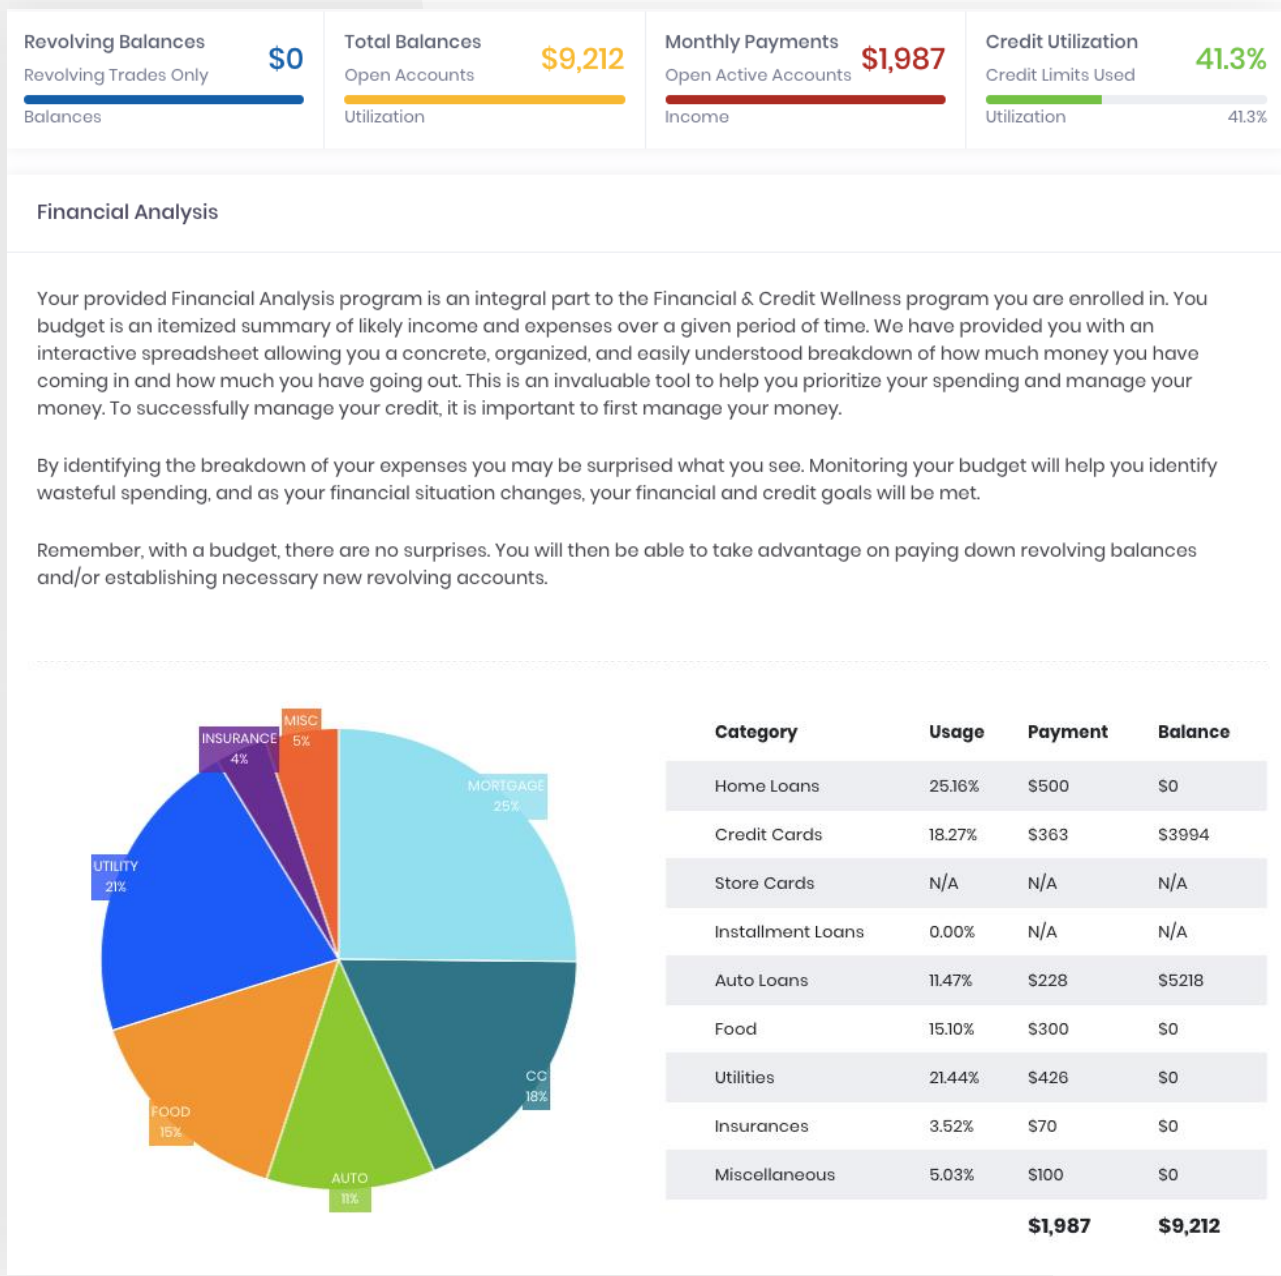 Revolving Balances
Revolving Trades Only
$0
Balances
Total Balances
Open Accounts
$9,212
Utilization
Monthly Payments
Open Active Accounts
$1,987
Income
Credit Utilization
Credit Limits Used
41.3%
Utilization 41.3%
Financial Analysis
Your provided Financial Analysis program is an integral part to the Financial & Credit Wellness program you are enrolled in. You
budget is an itemized summary of likely income and expenses over a given period of time. We have provided you with an
interactive spreadsheet allowing you a concrete, organized, and easily understood breakdown of how much money you have
coming in and how much you have going out. This is an invaluable tool to help you prioritize your spending and manage your
money. To successfully manage your credit, it is important to first manage your money.
By identifying the breakdown of your expenses you may be surprised what you see. Monitoring your budget will help you identify
wasteful spending, and as your financial situation changes, your financial and credit goals will be met.
Remember, with a budget, there are no surprises. You will then be able to take advantage on paying down revolving balances
and/or establishing necessary new revolving accounts.
MISC
5%
INSURANCE
4%
MORTGAGE
25%
UTILITY
21%
CC
18%
FOOD
15%
AUTO
11%
Category Usage Payment Balance
Home Loans 25.16% $500 $0
Credit Cards 18.27% $363 $3994
Store Cards N/A N/A N/A
Installment Loans 0.00% N/A N/A
Auto Loans 11.47% $228 $5218
Food 15.10% $300 $0
Utilities 21.44% $426 $0
Insurances 3.52% $70 $0
Miscellaneous 5.03% $100 $0
$1,987 $9,212